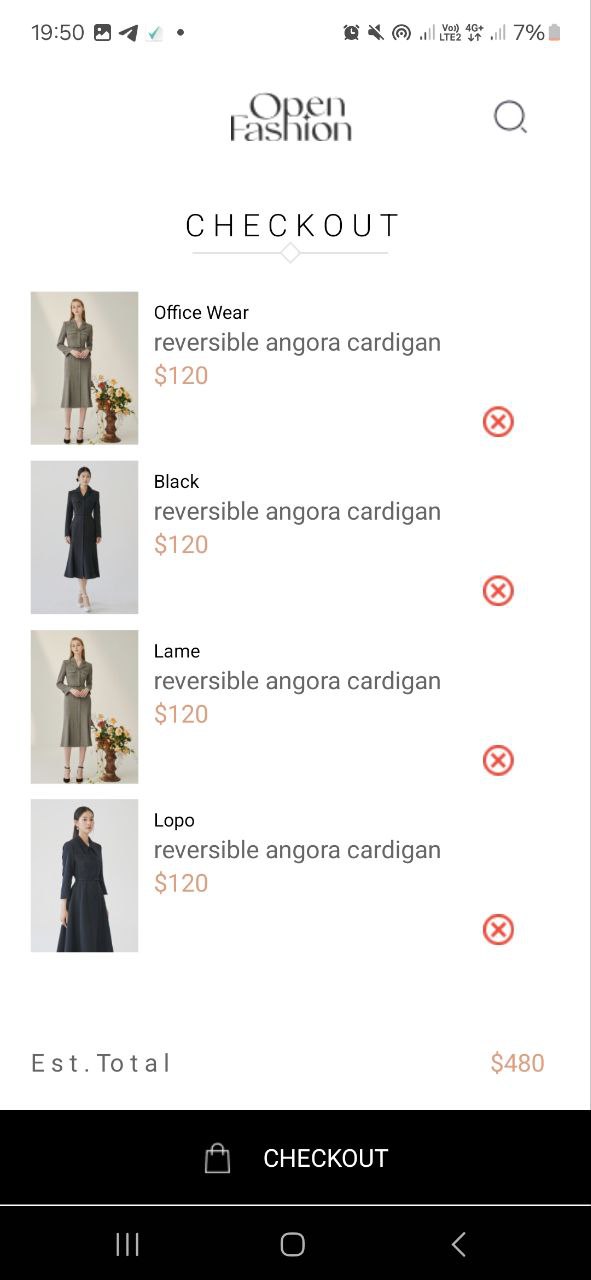 19:50
Vo))
LTE2
4G+
7%
Open
Fashion
CHECKOUT
Office Wear
reversible angora cardigan
$120
Black
reversible angora cardigan
$120
Lame
reversible angora cardigan
$120
Lopo
reversible angora cardigan
$120
Est.Total
$480
CHECKOUT